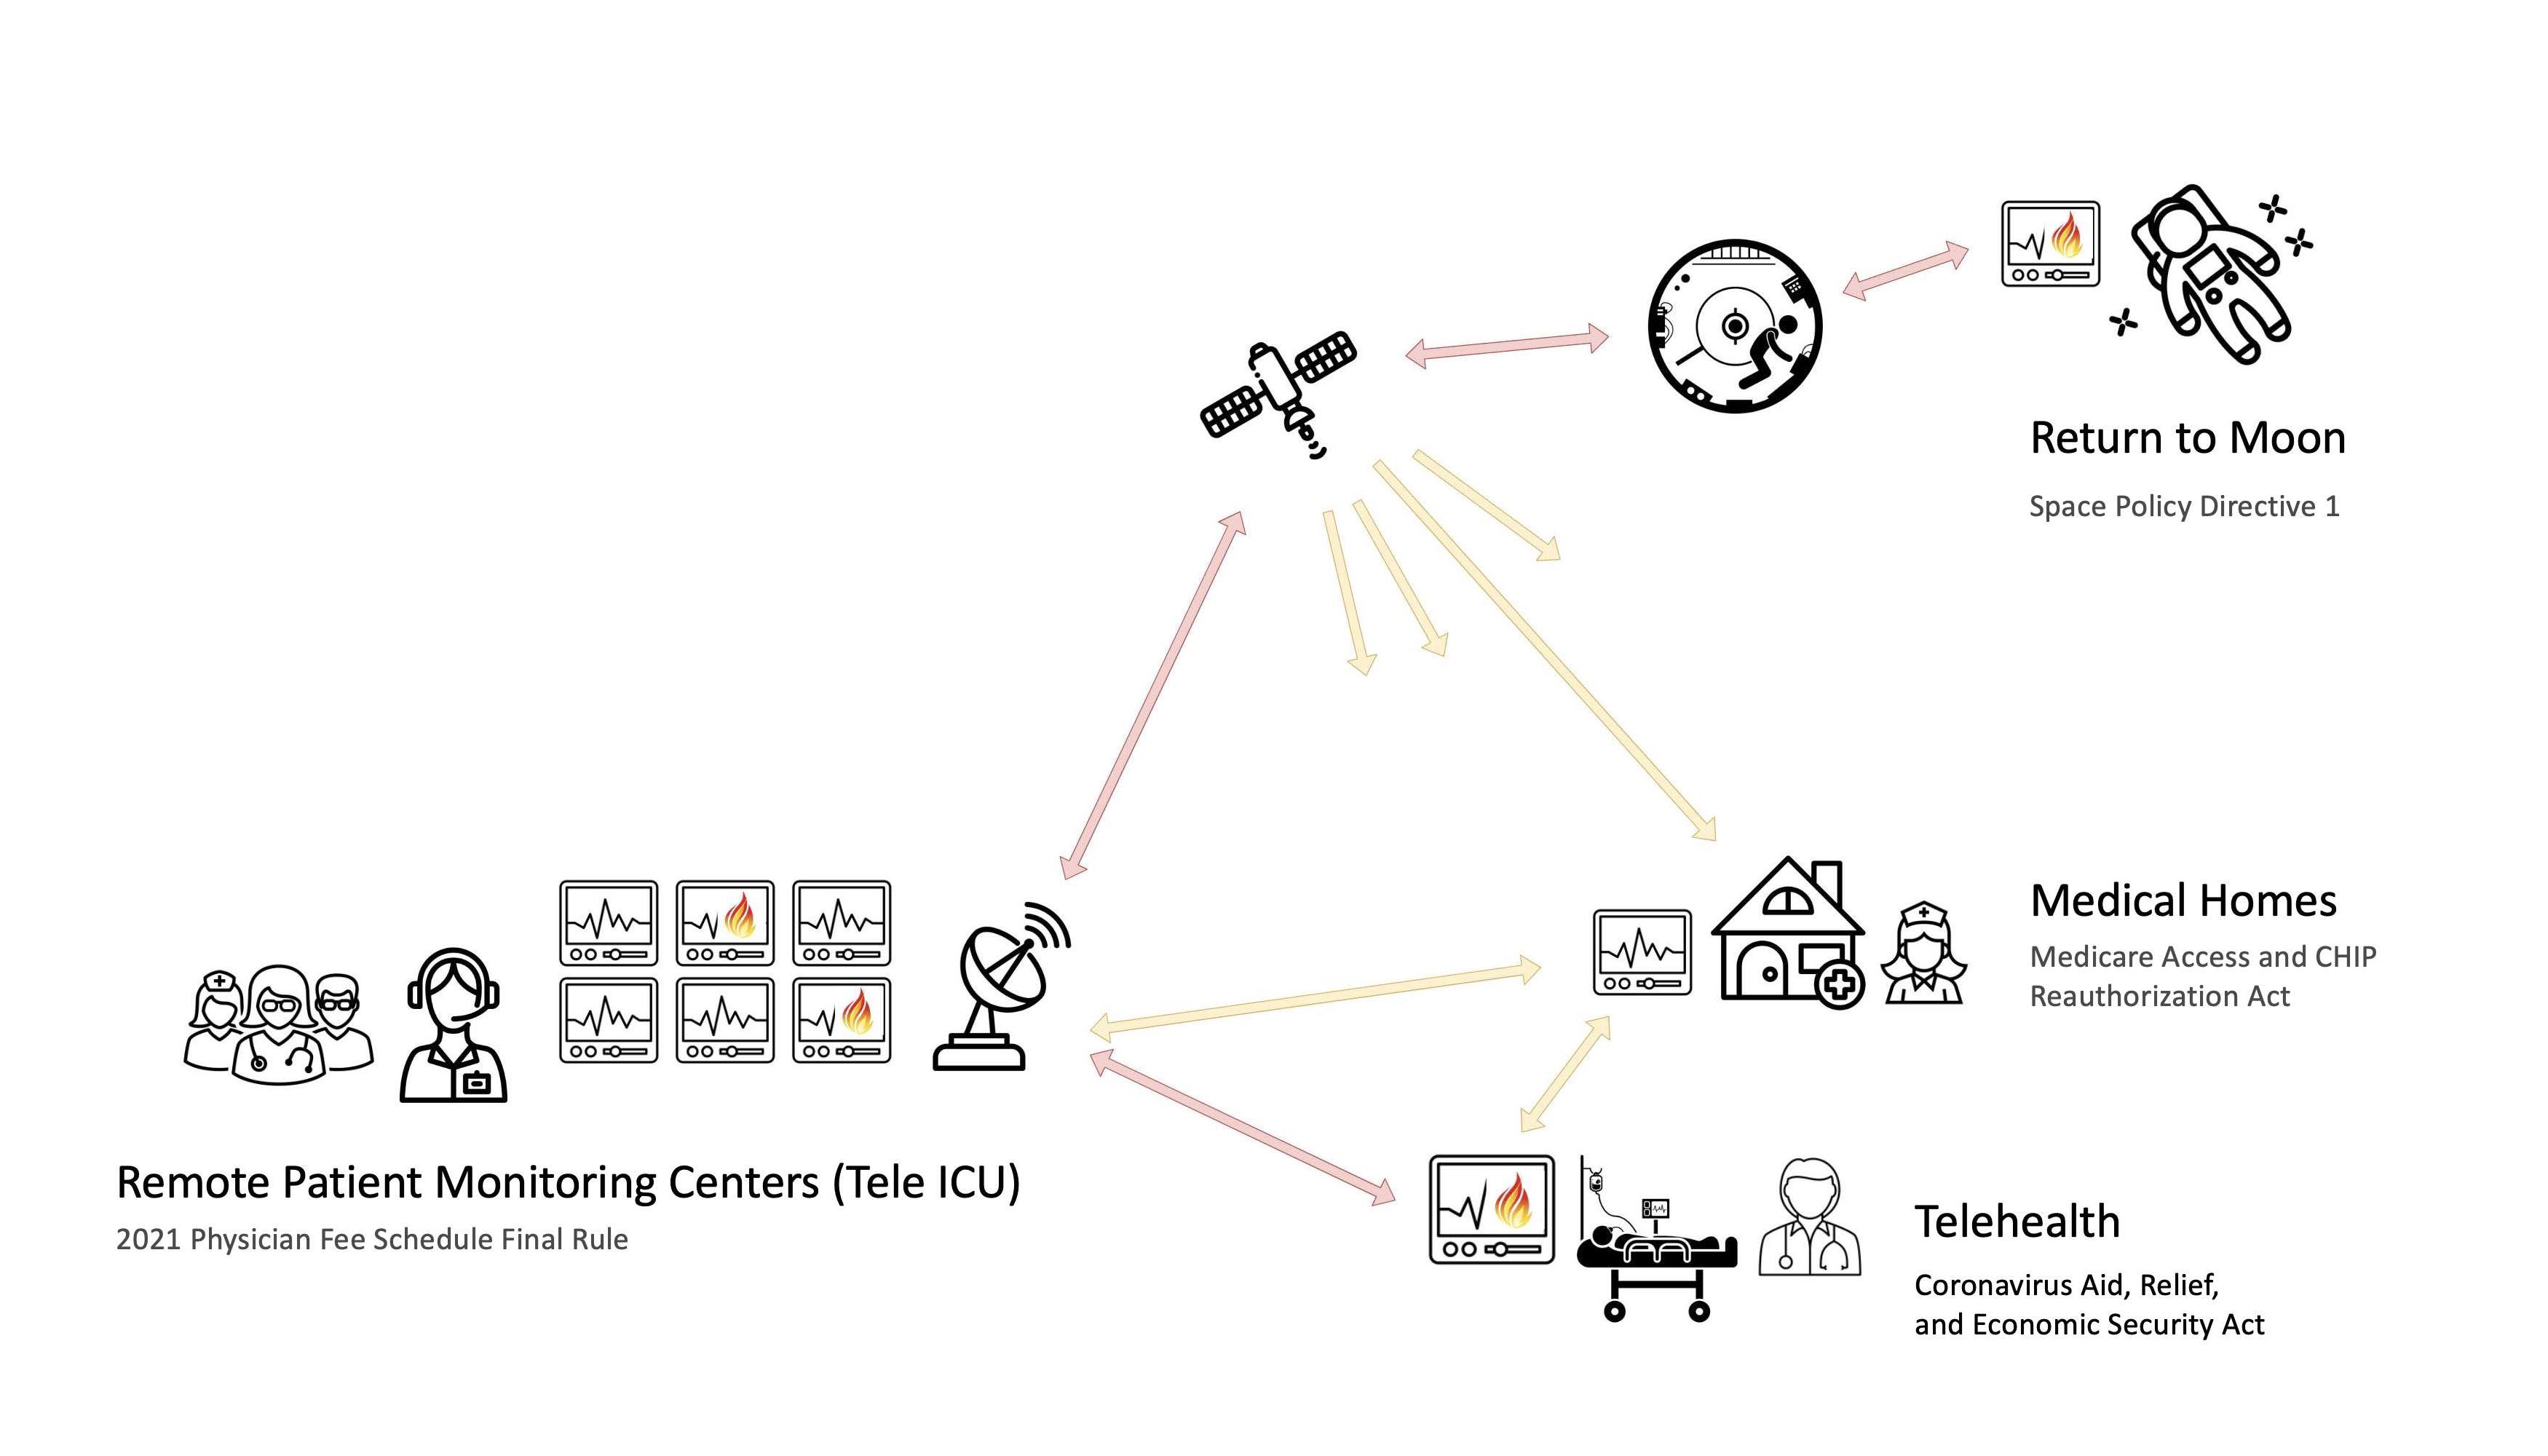 Return to Moon
Space Policy Directive 1
Medical Homes
Medicare Access and CHIP
Reauthorization Act
Remote Patient Monitoring Centers (Tele ICU)
2021 Physician Fee Schedule Final Rule
Telehealth
Coronavirus Aid, Relief,
and Economic Security Act